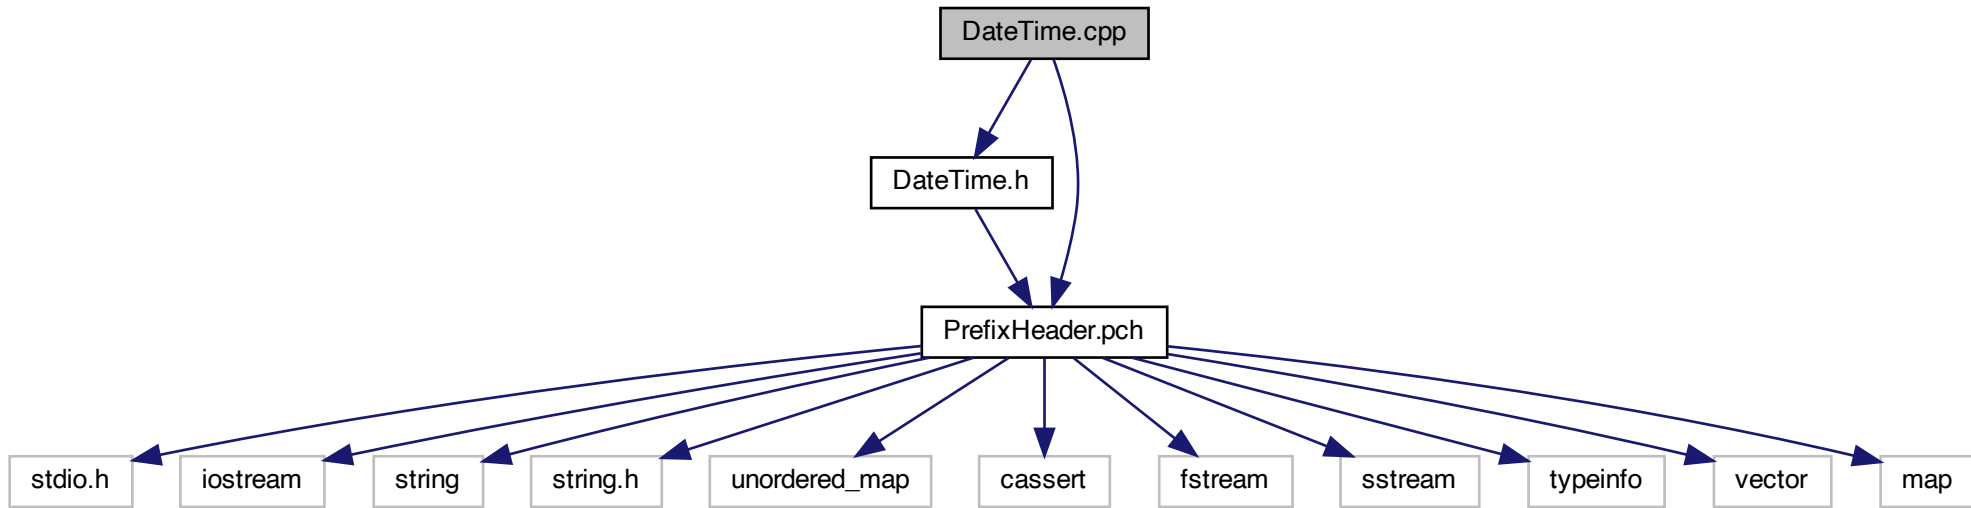 DateTime.cpp
DateTime.h
PrefixHeader.pch
stdio.h
iostream
string
string.h
unordered_map
cassert
fstream
sstream
typeinfo
vector
map